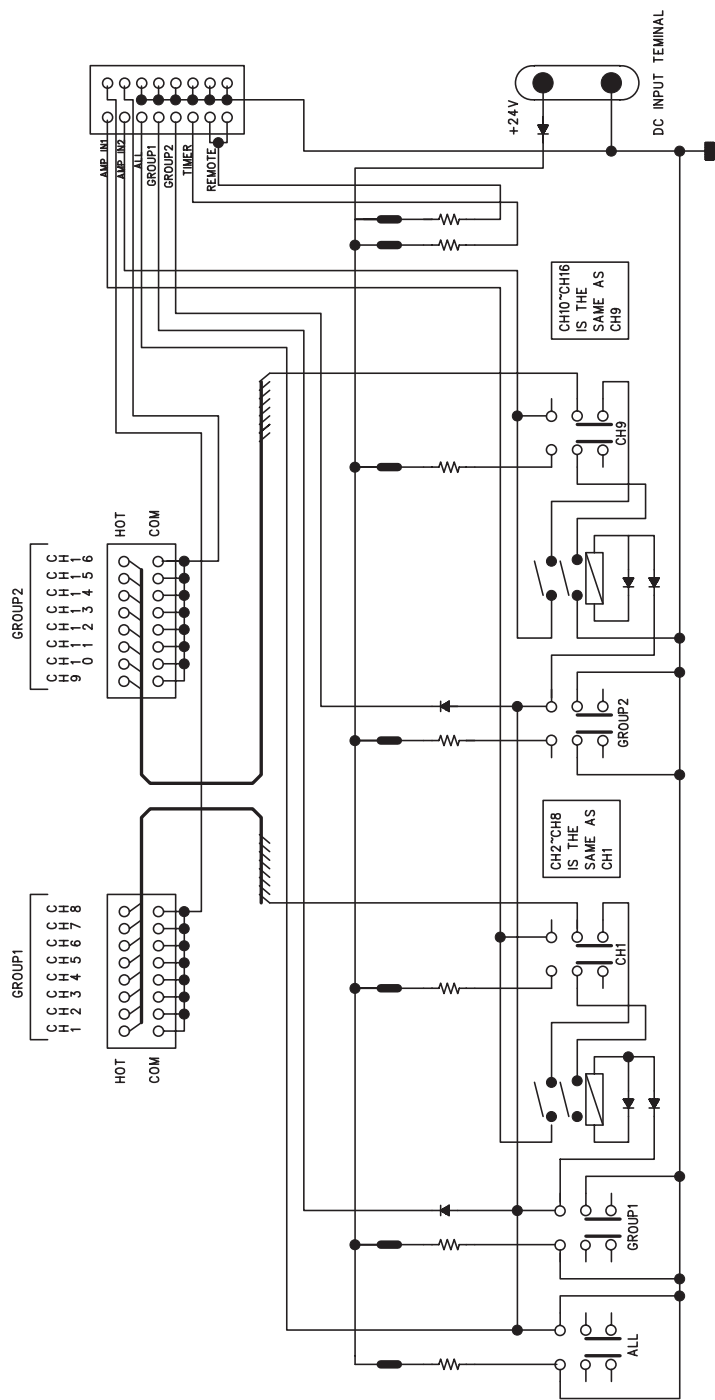 GROUP1
CH1
CH2
CH3
CH4
CH5
CH6
CH7
CH8
HOT
COM
GROUP2
CH9
CH10
CH11
CH12
CH13
CH14
CH15
CH16
HOT
COM
AMP IN1
AMP IN2
ALL
GROUP1
GROUP2
TIMER
REMOTE
+24V
DC INPUT TEMINAL
ALL
GROUP1
CH1
CH2~CH8
IS THE
SAME AS
CH1
GROUP2
CH9
CH10~CH16
IS THE
SAME AS
CH9